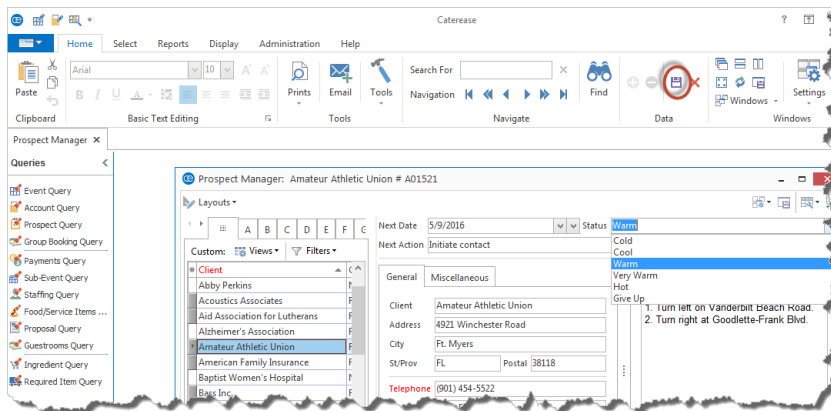 Caterease
Home Select Reports Display Administration Help
Arial 10
Search For
Navigation
Paste
Prints Email Tools
Find
Windows
Settings
Clipboard Basic Text Editing Tools Navigate Data Windows
Prospect Manager
Queries
Event Query
Account Query
Prospect Query
Group Booking Query
Payments Query
Sub-Event Query
Staffing Query
Food/Service Items ...
Proposal Query
Guestrooms Query
Ingredient Query
Required Item Query
Prospect Manager: Amateur Athletic Union # A01521
Layouts
A B C D E F G
Custom: Views Filters
Client
Abby Perkins
Acoustics Associates
Aid Association for Lutherans
Alzheimer's Association
Amateur Athletic Union
American Family Insurance
Baptist Women's Hospital
Bass Inc.
Next Date 5/9/2016 Status Warm
Next Action Initiate contact
Cold
Cool
Warm
Very Warm
Hot
Give Up
General Miscellaneous
Client Amateur Athletic Union
Address 4921 Winchester Road
City Ft. Myers
St/Prov FL Postal 38118
Telephone (901) 454-5522
1. Turn left on Vanderbilt Beach Road.
2. Turn right at Goodlette-Frank Blvd.